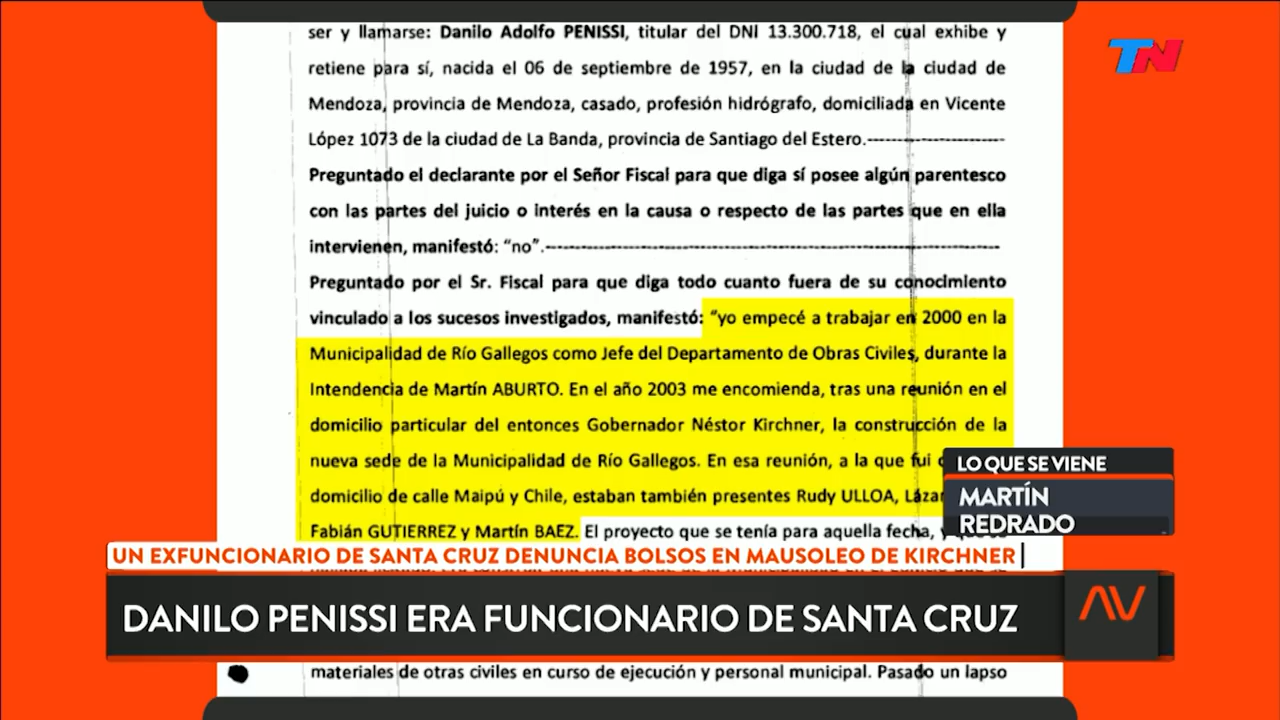 ser y llamarse: Danilo Adolfo PENISSI, titular del DNI 13.300.718, el cual exhibe y
retiene para sí, nacida el 06 de septiembre de 1957, en la ciudad de la ciudad de
Mendoza, provincia de Mendoza, casado, profesión hidrógrafo, domiciliada en Vicente
López 1073 de la ciudad de La Banda, provincia de Santiago del Estero.
Preguntado el declarante por el Señor Fiscal para que diga sí posee algún parentesco
con las partes del juicio o interés en la causa o respecto de las partes que en ella
intervienen, manifestó: “no”.
Preguntado por el Sr. Fiscal para que diga todo cuanto fuera de su conocimiento
vinculado a los sucesos investigados, manifestó: “yo empecé a trabajar en 2000 en la
Municipalidad de Río Gallegos como Jefe del Departamento de Obras Civiles, durante la
Intendencia de Martín ABURTO. En el año 2003 me encomienda, tras una reunión en el
domicilio particular del entonces Gobernador Néstor Kirchner, la construcción de la
nueva sede de la Municipalidad de Río Gallegos. En esa reunión, a la que fui
domicilio de calle Maipú y Chile, estaban también presentes Rudy ULLOA,
Fabián GUTIERREZ y Martín BAEZ. El proyecto que se tenía para aquella fecha,
materiales de otras civiles en curso de ejecución y personal municipal. Pasado un lapso
TN
LO QUE SE VIENE
MARTÍN
REDRADO
UN EXFUNCIONARIO DE SANTA CRUZ DENUNCIA BOLSOS EN MAUSOLEO DE KIRCHNER
DANILO PENISSI ERA FUNCIONARIO DE SANTA CRUZ